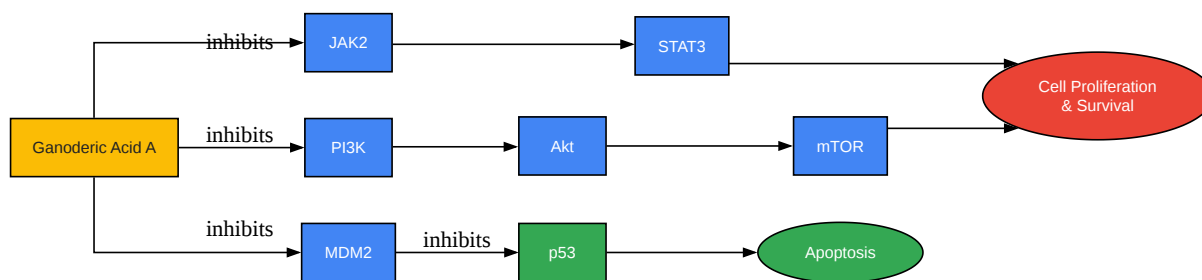 inhibits
JAK2
STAT3
Cell Proliferation
& Survival
Ganoderic Acid A
inhibits
PI3K
Akt
mTOR
inhibits
MDM2
inhibits
p53
Apoptosis